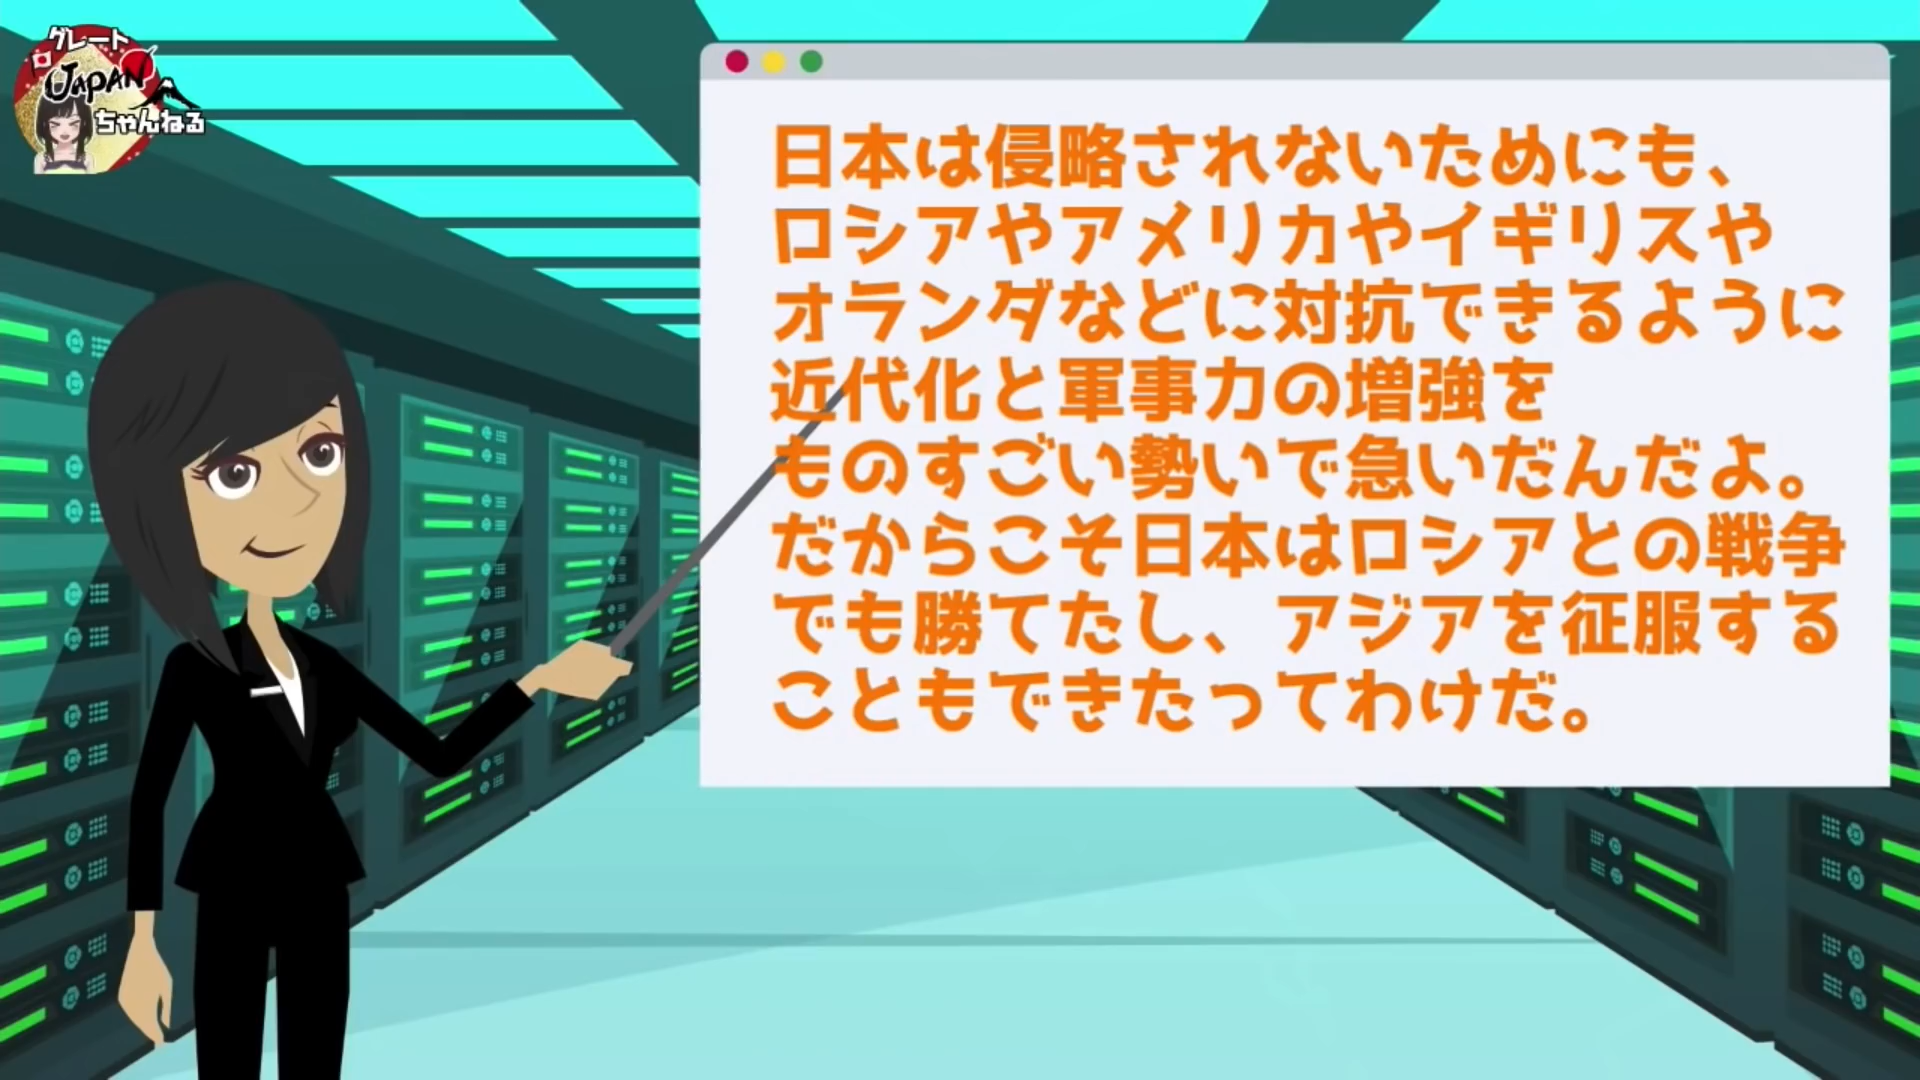 グレート
JAPAN
ちゃんねる
日本は侵略されないためにも、
ロシアやアメリカやイギリスや
オランダなどに対抗できるように
近代化と軍事力の増強を
ものすごい勢いで急いだんだよ。
だからこそ日本はロシアとの戦争
でも勝てたし、アジアを征服する
こともできたってわけだ。